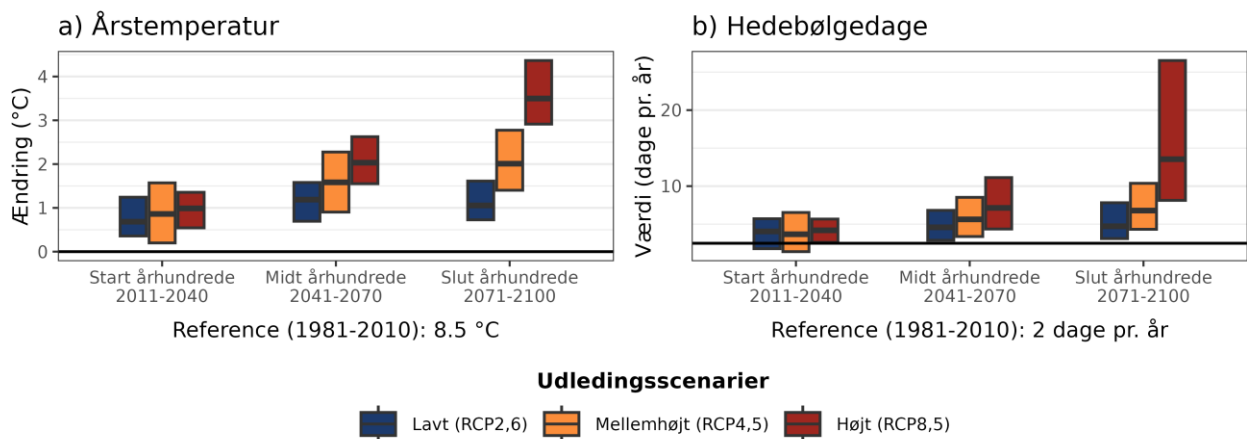 a) Årstemperatur
Ændring (°C)
4
3
2
1
0
Start århundrede
2011-2040
Midt århundrede
2041-2070
Slut århundrede
2071-2100
Reference (1981-2010): 8.5 °C
b) Hedebølgedage
Værdi (dage pr. år)
20
10
Start århundrede
2011-2040
Midt århundrede
2041-2070
Slut århundrede
2071-2100
Reference (1981-2010): 2 dage pr. år
Udledingsscenarier
Lavt (RCP2,6)
Mellemhøjt (RCP4,5)
Højt (RCP8,5)